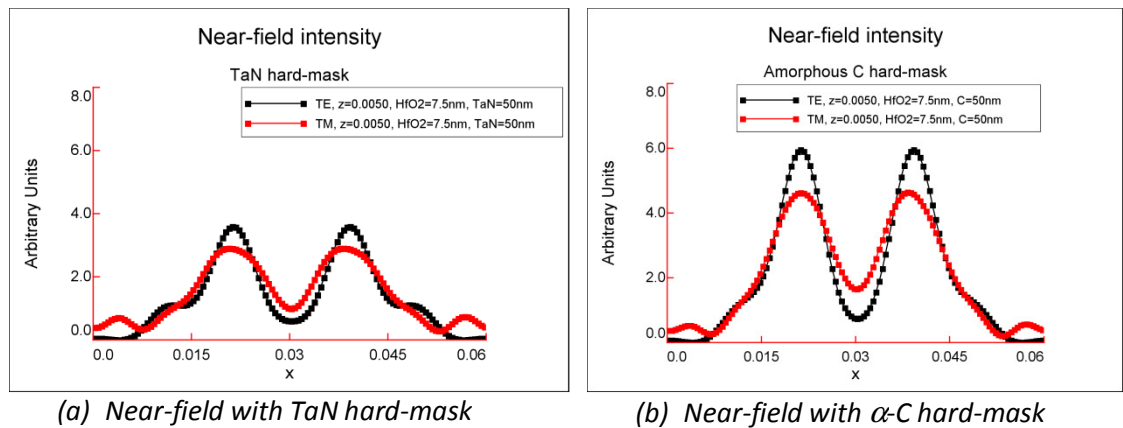 Near-field intensity
TaN hard-mask
TE, z=0.0050, HfO2=7.5nm, TaN=50nm
TM, z=0.0050, HfO2=7.5nm, TaN=50nm
8.0
6.0
4.0
2.0
0.0
Arbitrary Units
0.0 0.015 0.03 0.045 0.06
x
(a) Near-field with TaN hard-mask
Near-field intensity
Amorphous C hard-mask
TE, z=0.0050, HfO2=7.5nm, C=50nm
TM, z=0.0050, HfO2=7.5nm, C=50nm
8.0
6.0
4.0
2.0
0.0
Arbitrary Units
0.0 0.015 0.03 0.045 0.06
x
(b) Near-field with α-C hard-mask